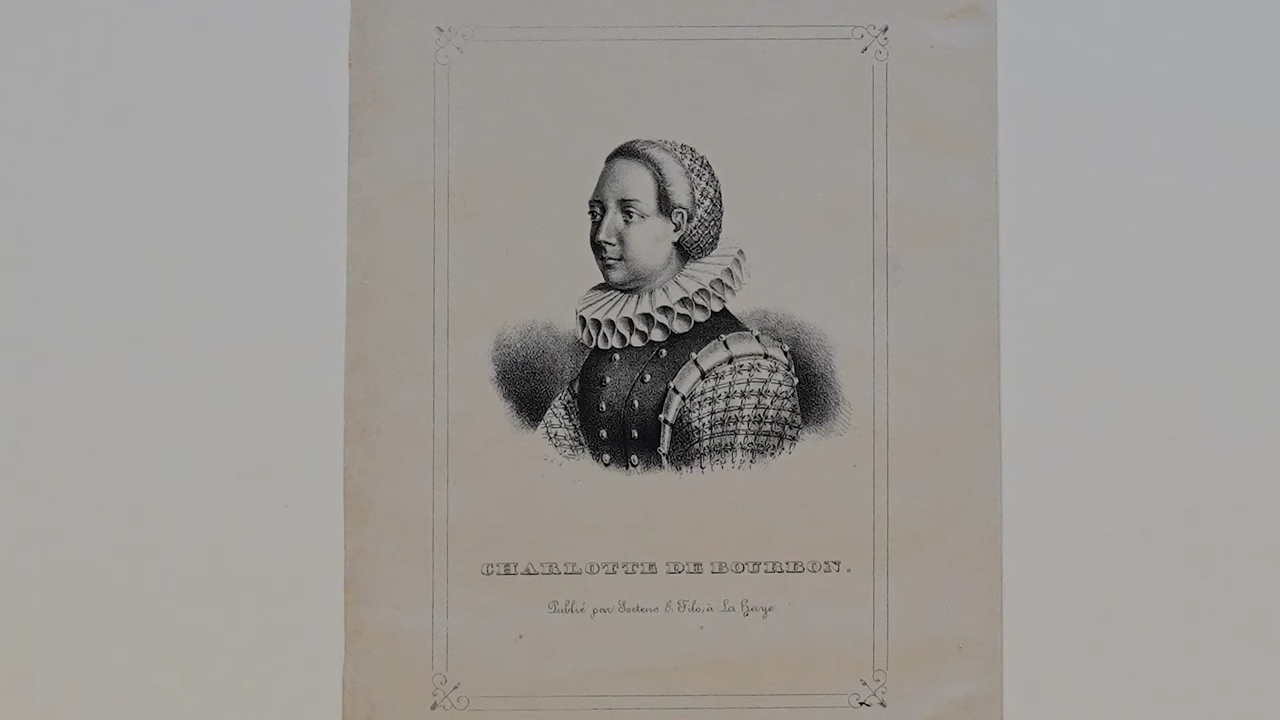 CHARLOTTE DE BOURBON.
Publié par Soetens & Fils, à La Haye